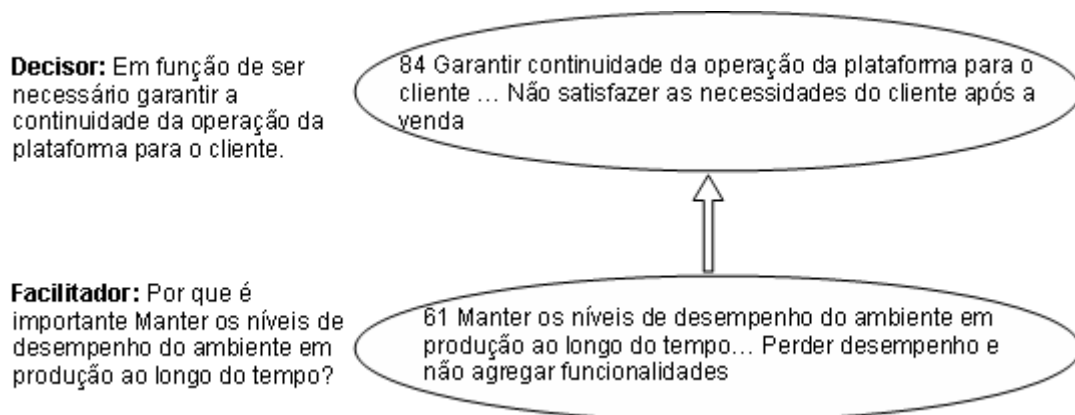 Decisor: Em função de ser
necessário garantir a
continuidade da operação da
plataforma para o cliente.
84 Garantir continuidade da operação da plataforma para o
cliente ... Não satisfazer as necessidades do cliente após a
venda
Facilitador: Por que é
importante Manter os níveis de
desempenho do ambiente em
produção ao longo do tempo?
61 Manter os níveis de desempenho do ambiente em
produção ao longo do tempo... Perder desempenho e
não agregar funcionalidades